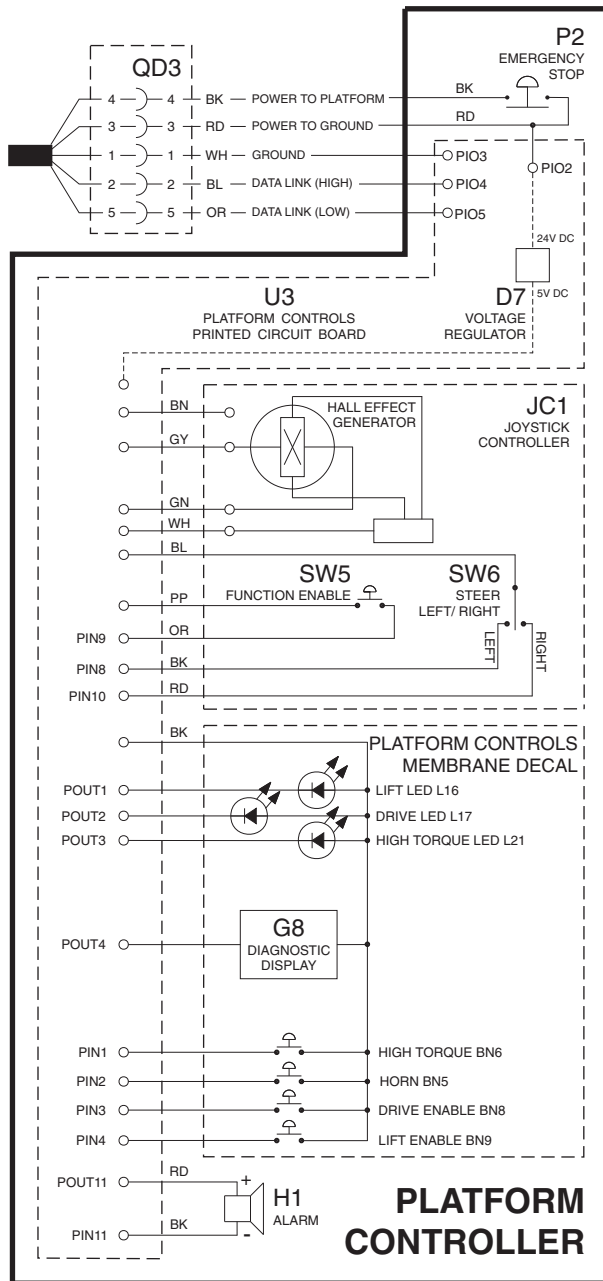 P2
EMERGENCY
STOP
QD3
4 4 BK POWER TO PLATFORM BK
3 3 RD POWER TO GROUND RD
1 1 WH GROUND PIO3
PIO2
2 2 BL DATA LINK (HIGH) PIO4
5 5 OR DATA LINK (LOW) PIO5
24V DC
5V DC
U3
PLATFORM CONTROLS
PRINTED CIRCUIT BOARD
D7
VOLTAGE
REGULATOR
JC1
JOYSTICK
CONTROLLER
HALL EFFECT
GENERATOR
BN
GY
GN
WH
BL
SW5
FUNCTION ENABLE
SW6
STEER
LEFT/ RIGHT
PP
PIN9 OR
LEFT
RIGHT
PIN8 BK
PIN10 RD
BK
PLATFORM CONTROLS
MEMBRANE DECAL
POUT1 LIFT LED L16
POUT2 DRIVE LED L17
POUT3 HIGH TORQUE LED L21
POUT4
G8
DIAGNOSTIC
DISPLAY
PIN1 HIGH TORQUE BN6
PIN2 HORN BN5
PIN3 DRIVE ENABLE BN8
PIN4 LIFT ENABLE BN9
POUT11 RD +
H1
ALARM
PIN11 BK -
PLATFORM
CONTROLLER